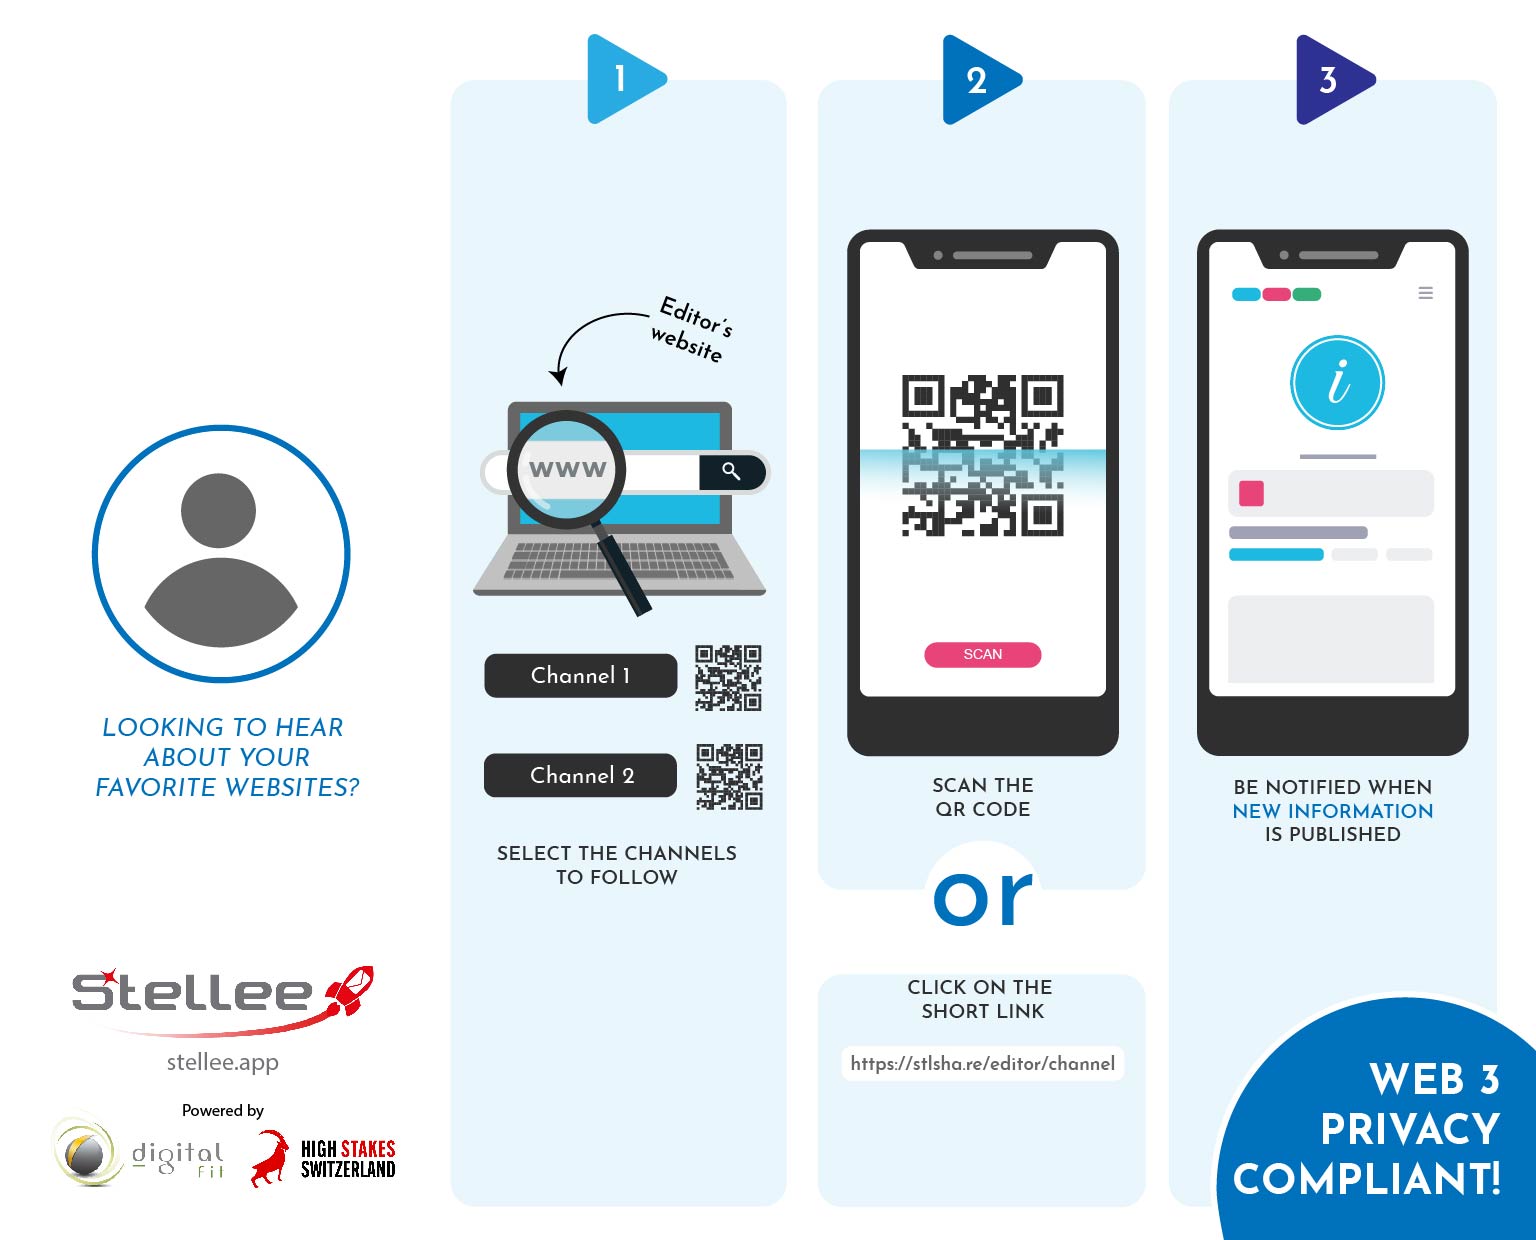 LOOKING TO HEAR
ABOUT YOUR
FAVORITE WEBSITES?
Stellee
stellee.app
Powered by
digital
Fit
HIGH STAKES
SWITZERLAND
1
Editor's
website
www
Channel 1
Channel 2
SELECT THE CHANNELS
TO FOLLOW
2
SCAN
SCAN THE
QR CODE
or
CLICK ON THE
SHORT LINK
https://stlsha.re/editor/channel
3
i
BE NOTIFIED WHEN
NEW INFORMATION
IS PUBLISHED
WEB 3
PRIVACY
COMPLIANT!